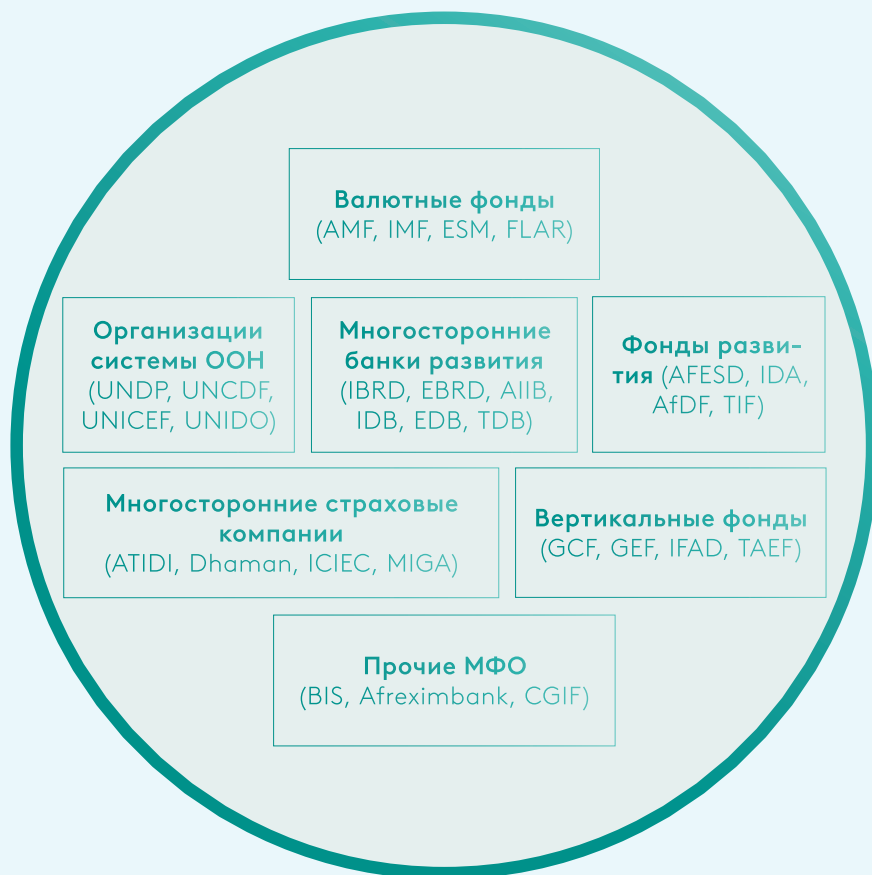 Валютные фонды
(AMF, IMF, ESM, FLAR)
Организации
системы ООН
(UNDP, UNCDF,
UNICEF, UNIDO)
Многосторонние
банки развития
(IBRD, EBRD, AIIB,
IDB, EDB, TDB)
Фонды разви-
тия (AFESD, IDA,
AfDF, TIF)
Многосторонние страховые
компании
(ATIDI, Dhaman, ICIEC, MIGA)
Вертикальные фонды
(GCF, GEF, IFAD, TAEF)
Прочие МФО
(BIS, Afreximbank, CGIF)